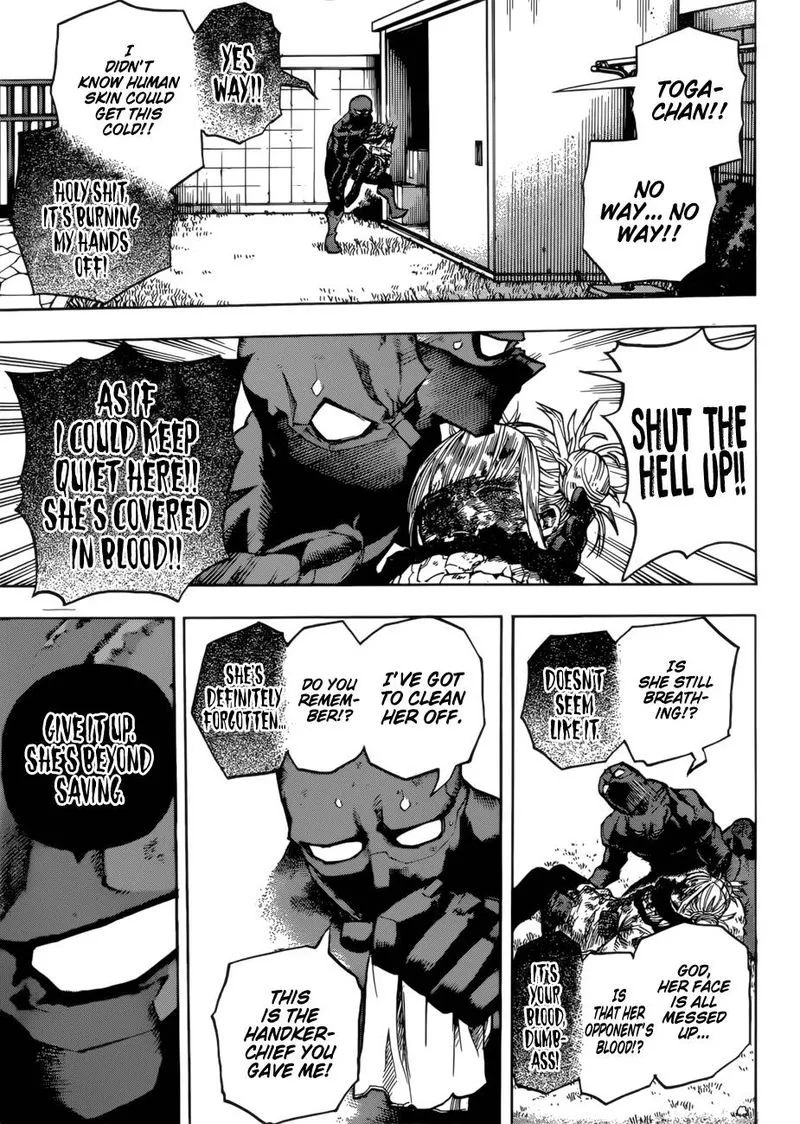 TOGA-
CHAN!!
NO
WAY... NO
WAY!!
YES
WAY!!
I
DIDN'T
KNOW HUMAN
SKIN COULD
GET THIS
COLD!!
HOLY SHIT,
IT'S BURNING
MY HANDS
OFF!
SHUT THE
HELL UP!!
AS IF
I COULD KEEP
QUIET HERE!!
SHE'S COVERED
IN BLOOD!!
IS
SHE STILL
BREATH-
ING!?
DOESN'T
SEEM
LIKE IT.
GOD,
HER FACE
IS ALL
MESSED
UP...
IS
THAT HER
OPPONENT'S
BLOOD!?
IT'S
YOUR
BLOOD,
DUMB-
ASS!
I'VE GOT
TO CLEAN
HER OFF.
DO YOU
REMEM-
BER!?
SHE'S
DEFINITELY
FORGOTTEN...
THIS
IS THE
HANDKER-
CHIEF YOU
GAVE ME!
GIVE IT UP.
SHE'S BEYOND
SAVING.